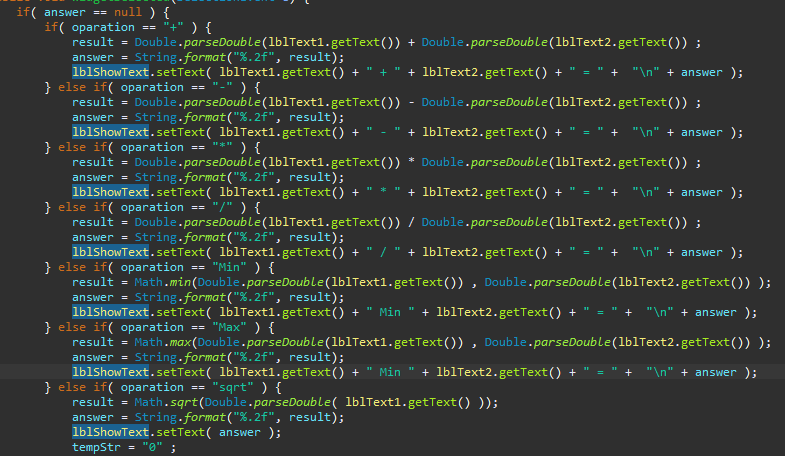 if( answer == null ) {
if( oparation == "+" ) {
result = Double.parseDouble(lblText1.getText()) + Double.parseDouble(lblText2.getText()) ;
answer = String.format("%.2f", result);
lblShowText.setText( lblText1.getText() + " + " + lblText2.getText() + " = " +  "\n" + answer );
} else if( oparation == "-" ) {
result = Double.parseDouble(lblText1.getText()) - Double.parseDouble(lblText2.getText()) ;
answer = String.format("%.2f", result);
lblShowText.setText( lblText1.getText() + " - " + lblText2.getText() + " = " +  "\n" + answer );
} else if( oparation == "*" ) {
result = Double.parseDouble(lblText1.getText()) * Double.parseDouble(lblText2.getText()) ;
answer = String.format("%.2f", result);
lblShowText.setText( lblText1.getText() + " * " + lblText2.getText() + " = " +  "\n" + answer );
} else if( oparation == "/" ) {
result = Double.parseDouble(lblText1.getText()) / Double.parseDouble(lblText2.getText()) ;
answer = String.format("%.2f", result);
lblShowText.setText( lblText1.getText() + " / " + lblText2.getText() + " = " +  "\n" + answer );
} else if( oparation == "Min" ) {
result = Math.min(Double.parseDouble(lblText1.getText()) , Double.parseDouble(lblText2.getText()) );
answer = String.format("%.2f", result);
lblShowText.setText( lblText1.getText() + " Min " + lblText2.getText() + " = " +  "\n" + answer );
} else if( oparation == "Max" ) {
result = Math.max(Double.parseDouble(lblText1.getText()) , Double.parseDouble(lblText2.getText()) );
answer = String.format("%.2f", result);
lblShowText.setText( lblText1.getText() + " Min " + lblText2.getText() + " = " +  "\n" + answer );
} else if( oparation == "sqrt" ) {
result = Math.sqrt(Double.parseDouble( lblText1.getText() ));
answer = String.format("%.2f", result);
lblShowText.setText( answer );
tempStr = "0" ;